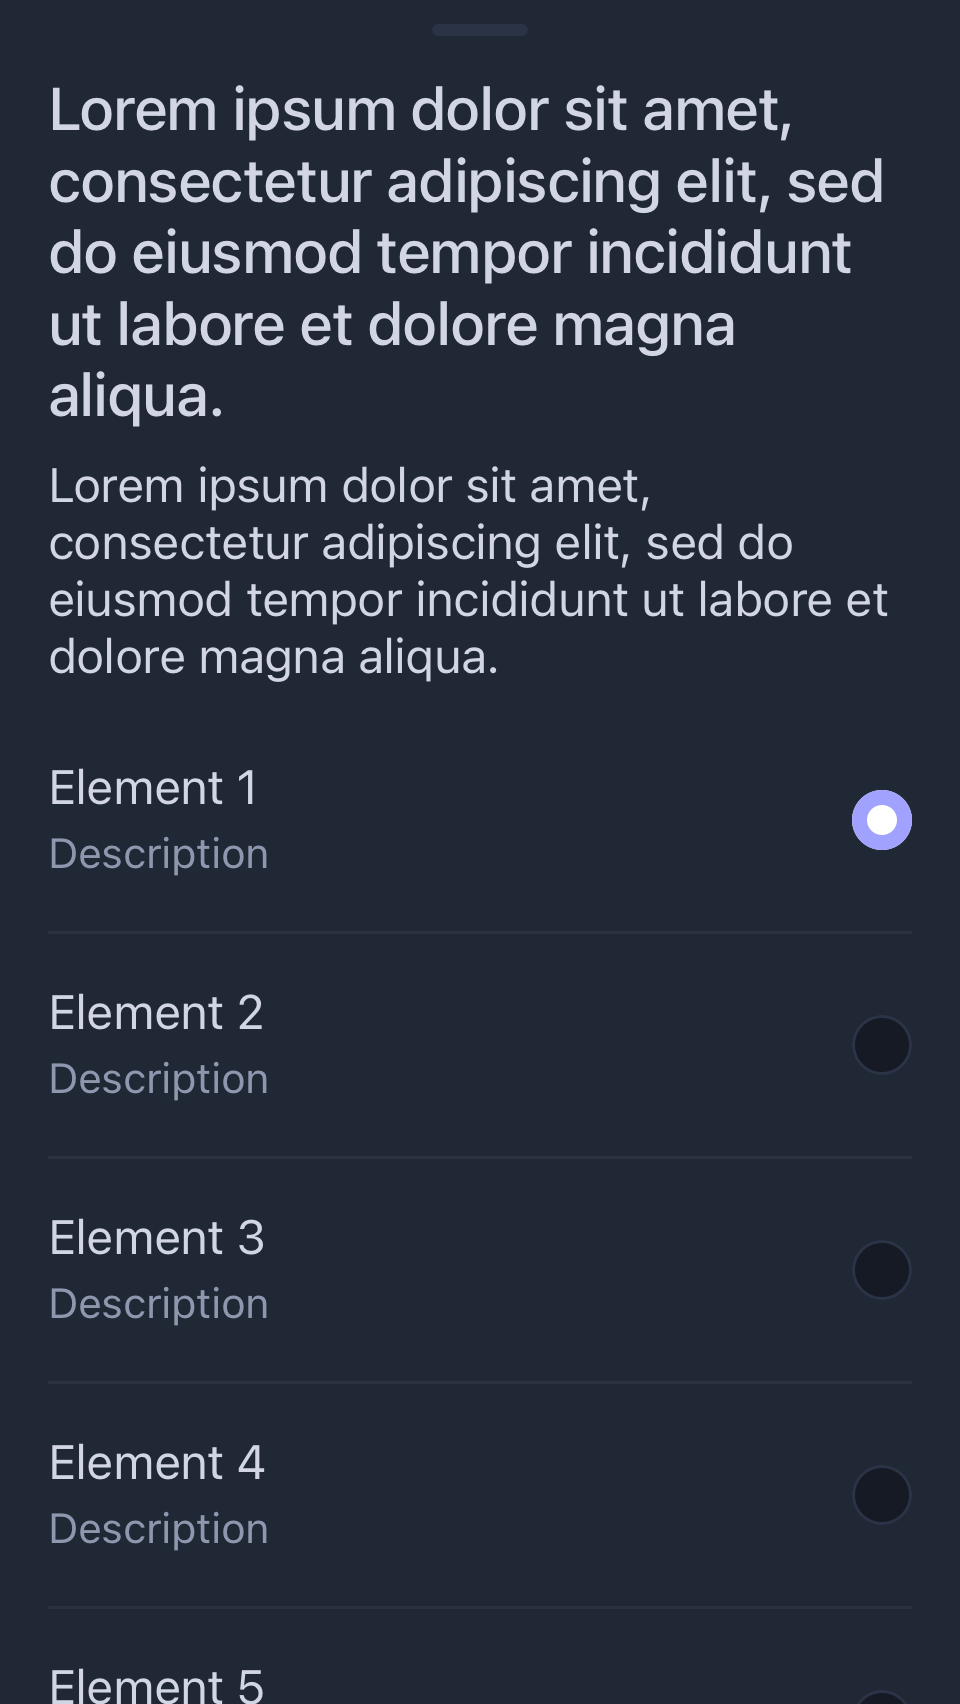 Lorem ipsum dolor sit amet,
consectetur adipiscing elit, sed
do eiusmod tempor incididunt
ut labore et dolore magna
aliqua.
Lorem ipsum dolor sit amet,
consectetur adipiscing elit, sed do
eiusmod tempor incididunt ut labore et
dolore magna aliqua.
Element 1
Description
Element 2
Description
Element 3
Description
Element 4
Description
Element 5